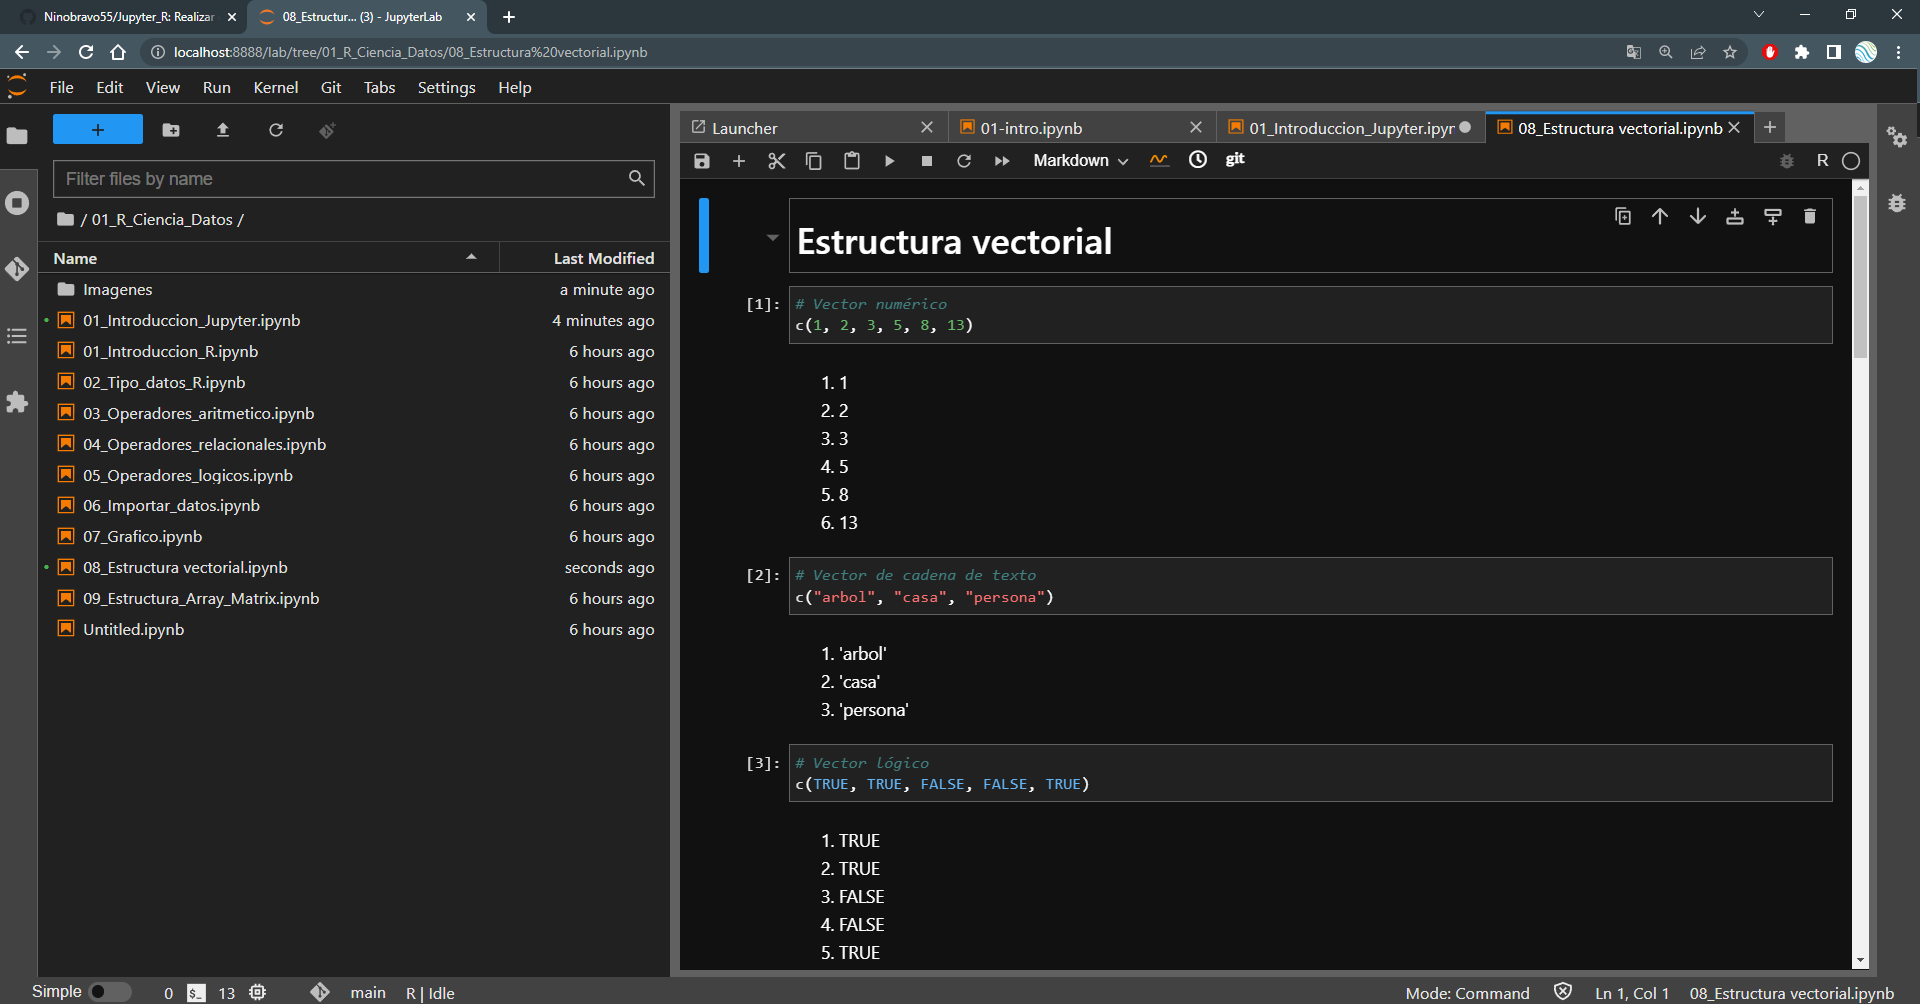 Ninobravo55/Jupyter_R: Realizar
08_Estructur... (3) - JupyterLab
localhost:8888/lab/tree/01_R_Ciencia_Datos/08_Estructura%20vectorial.ipynb
File Edit View Run Kernel Git Tabs Settings Help
Filter files by name
/ 01_R_Ciencia_Datos /
Name Last Modified
Imagenes a minute ago
01_Introduccion_Jupyter.ipynb 4 minutes ago
01_Introduccion_R.ipynb 6 hours ago
02_Tipo_datos_R.ipynb 6 hours ago
03_Operadores_aritmetico.ipynb 6 hours ago
04_Operadores_relacionales.ipynb 6 hours ago
05_Operadores_logicos.ipynb 6 hours ago
06_Importar_datos.ipynb 6 hours ago
07_Grafico.ipynb 6 hours ago
08_Estructura vectorial.ipynb seconds ago
09_Estructura_Array_Matrix.ipynb 6 hours ago
Untitled.ipynb 6 hours ago
Launcher 01-intro.ipynb 01_Introduccion_Jupyter.ipyr 08_Estructura vectorial.ipynb
Markdown git R
Estructura vectorial
[1]: # Vector numérico
c(1, 2, 3, 5, 8, 13)
1. 1
2. 2
3. 3
4. 5
5. 8
6. 13
[2]: # Vector de cadena de texto
c("arbol", "casa", "persona")
1. 'arbol'
2. 'casa'
3. 'persona'
[3]: # Vector lógico
c(TRUE, TRUE, FALSE, FALSE, TRUE)
1. TRUE
2. TRUE
3. FALSE
4. FALSE
5. TRUE
Simple 0 $_ 13 main R | Idle Mode: Command Ln 1, Col 1 08_Estructura vectorial.ipynb